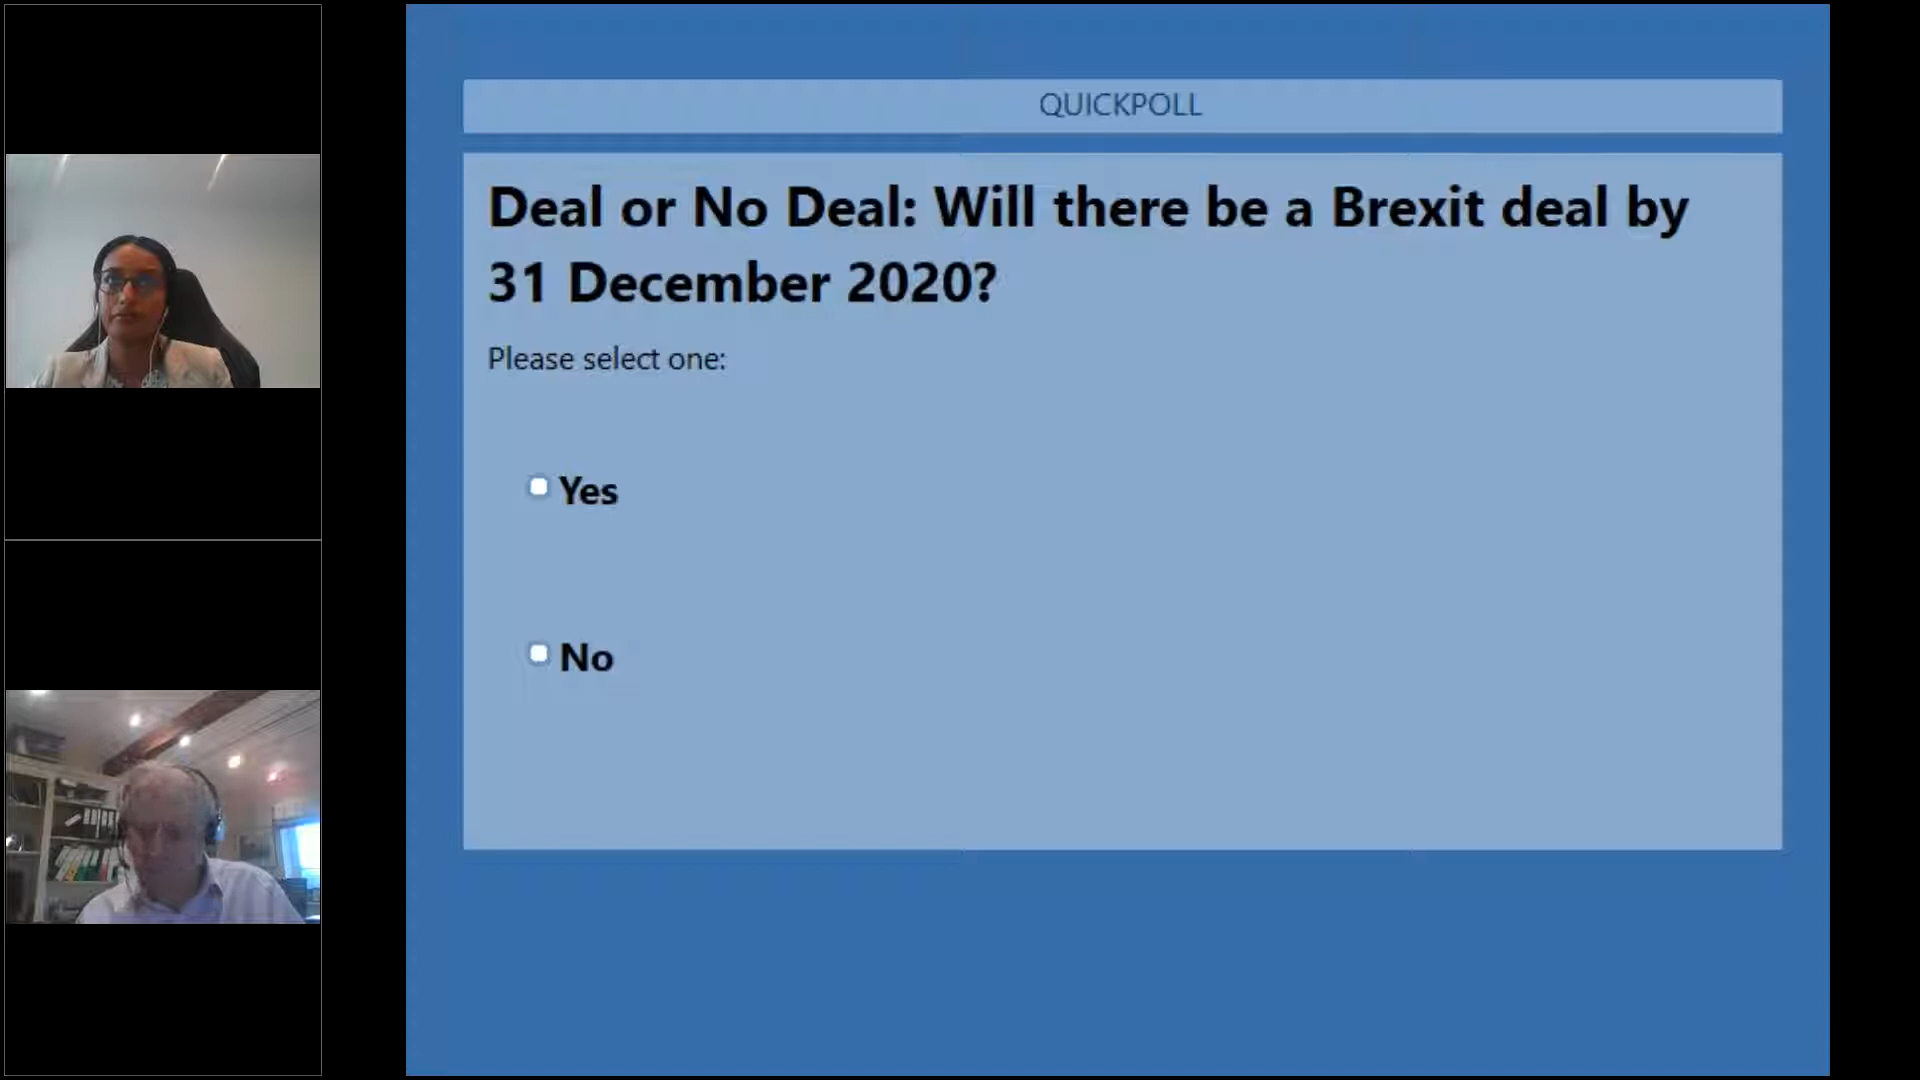 QUICKPOLL
Deal or No Deal: Will there be a Brexit deal by
31 December 2020?
Please select one:
Yes
No